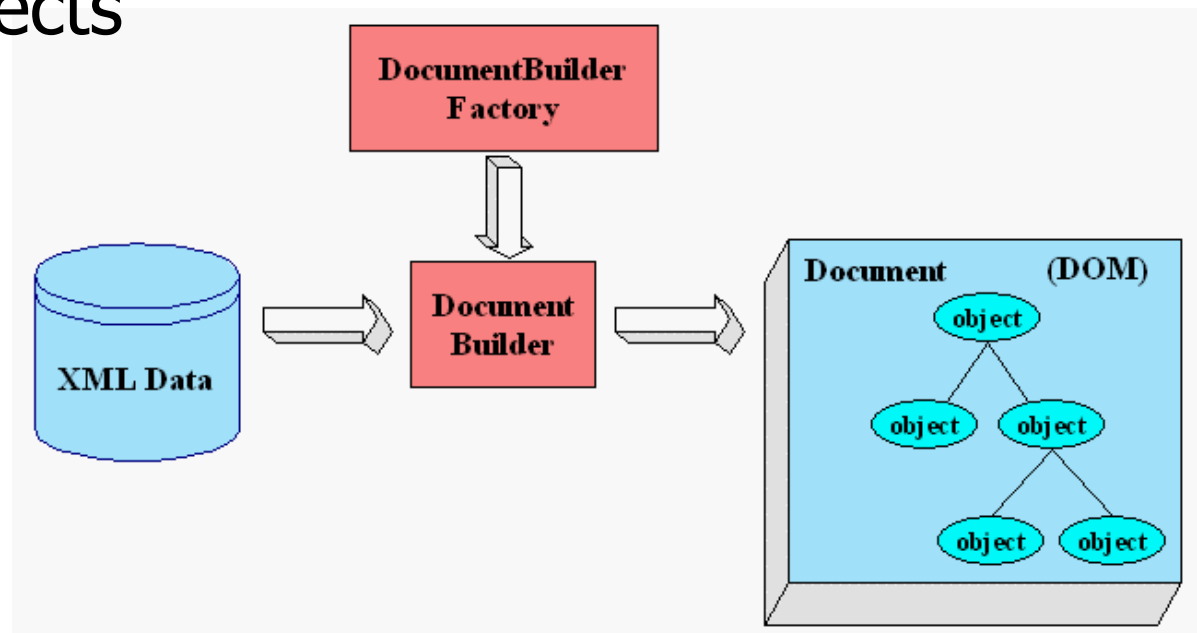 ects
DocumentBuilder
Factory
XML Data
Document
Builder
Document (DOM)
object
object object
object object